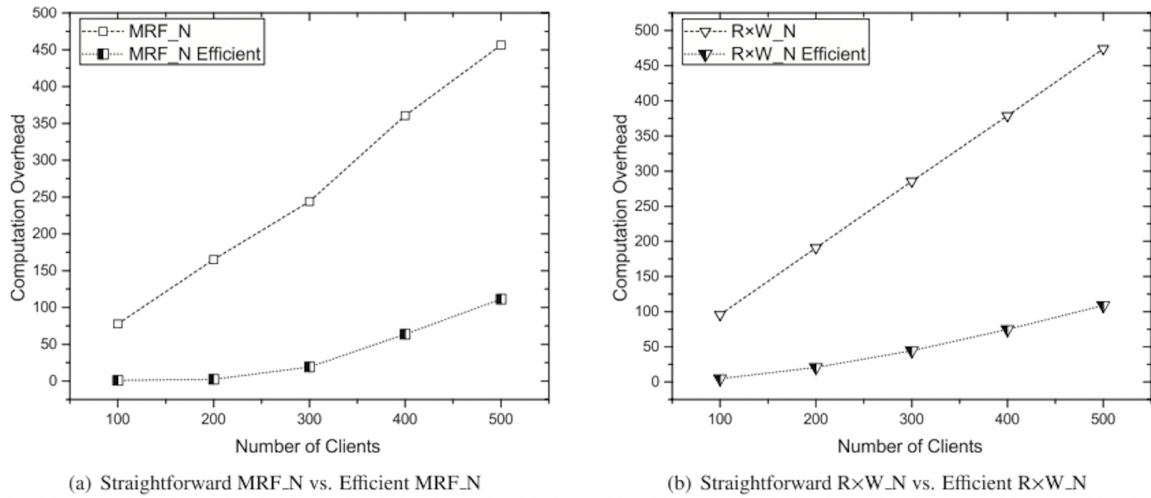 MRF_N
MRF_N Efficient
500
450
400
350
300
250
200
150
100
50
0
Computation Overhead
100 200 300 400 500
Number of Clients
(a) Straightforward MRF_N vs. Efficient MRF_N
R×W_N
R×W_N Efficient
500
450
400
350
300
250
200
150
100
50
0
Computation Overhead
100 200 300 400 500
Number of Clients
(b) Straightforward R×W_N vs. Efficient R×W_N